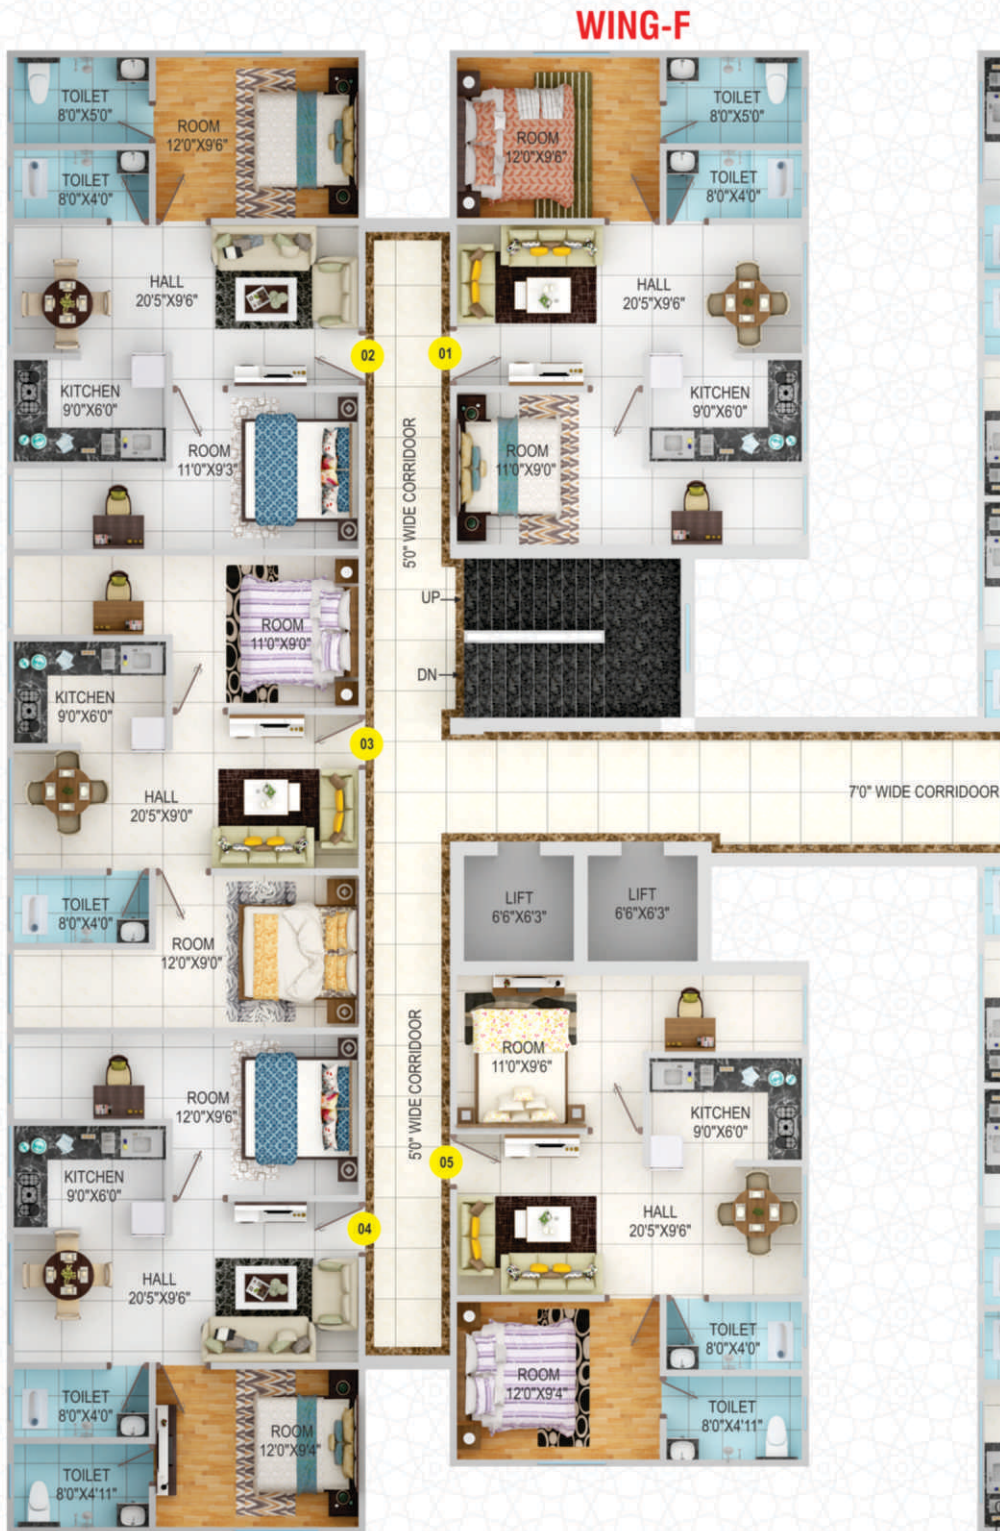 WING-F
TOILET
8'0"X5'0"
ROOM
12'0"X9'6"
TOILET
8'0"X4'0"
ROOM
12'0"X9'6"
TOILET
8'0"X5'0"
TOILET
8'0"X4'0"
HALL
20'5"X9'6"
HALL
20'5"X9'6"
02
01
KITCHEN
9'0"X6'0"
KITCHEN
9'0"X6'0"
ROOM
11'0"X9'3"
ROOM
11'0"X9'0"
5'0" WIDE CORRIDOOR
UP
DN
ROOM
11'0"X9'0"
KITCHEN
9'0"X6'0"
03
HALL
20'5"X9'0"
7'0" WIDE CORRIDOOR
TOILET
8'0"X4'0"
ROOM
12'0"X9'0"
LIFT
6'6"X6'3"
LIFT
6'6"X6'3"
5'0" WIDE CORRIDOOR
ROOM
11'0"X9'6"
ROOM
12'0"X9'6"
KITCHEN
9'0"X6'0"
KITCHEN
9'0"X6'0"
05
04
HALL
20'5"X9'6"
HALL
20'5"X9'6"
TOILET
8'0"X4'0"
ROOM
12'0"X9'4"
TOILET
8'0"X4'0"
TOILET
8'0"X4'11"
ROOM
12'0"X9'4"
TOILET
8'0"X4'11"